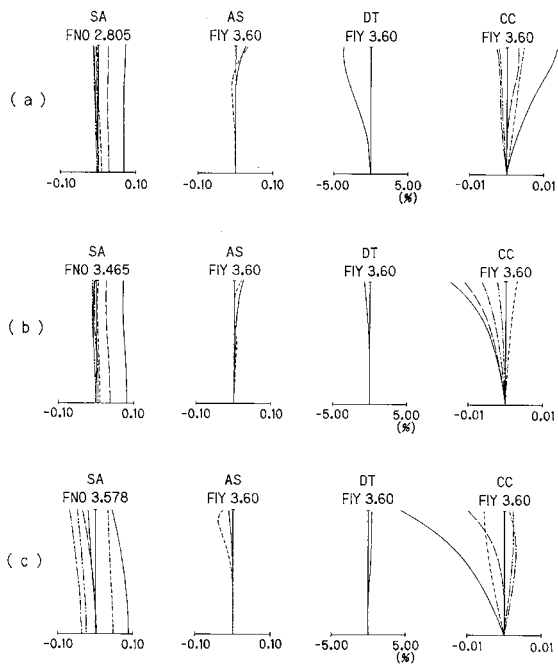 SA AS DT CC
FNO 2.805 FIY 3.60 FIY 3.60 FIY 3.60
(a)
-0.10 0.10 -0.10 0.10 -5.00 5.00 -0.01 0.01
(%)
SA AS DT CC
FNO 3.465 FIY 3.60 FIY 3.60 FIY 3.60
(b)
-0.10 0.10 -0.10 0.10 -5.00 5.00 -0.01 0.01
(%)
SA AS DT CC
FNO 3.578 FIY 3.60 FIY 3.60 FIY 3.60
(c)
-0.10 0.10 -0.10 0.10 -5.00 5.00 -0.01 0.01
(%)